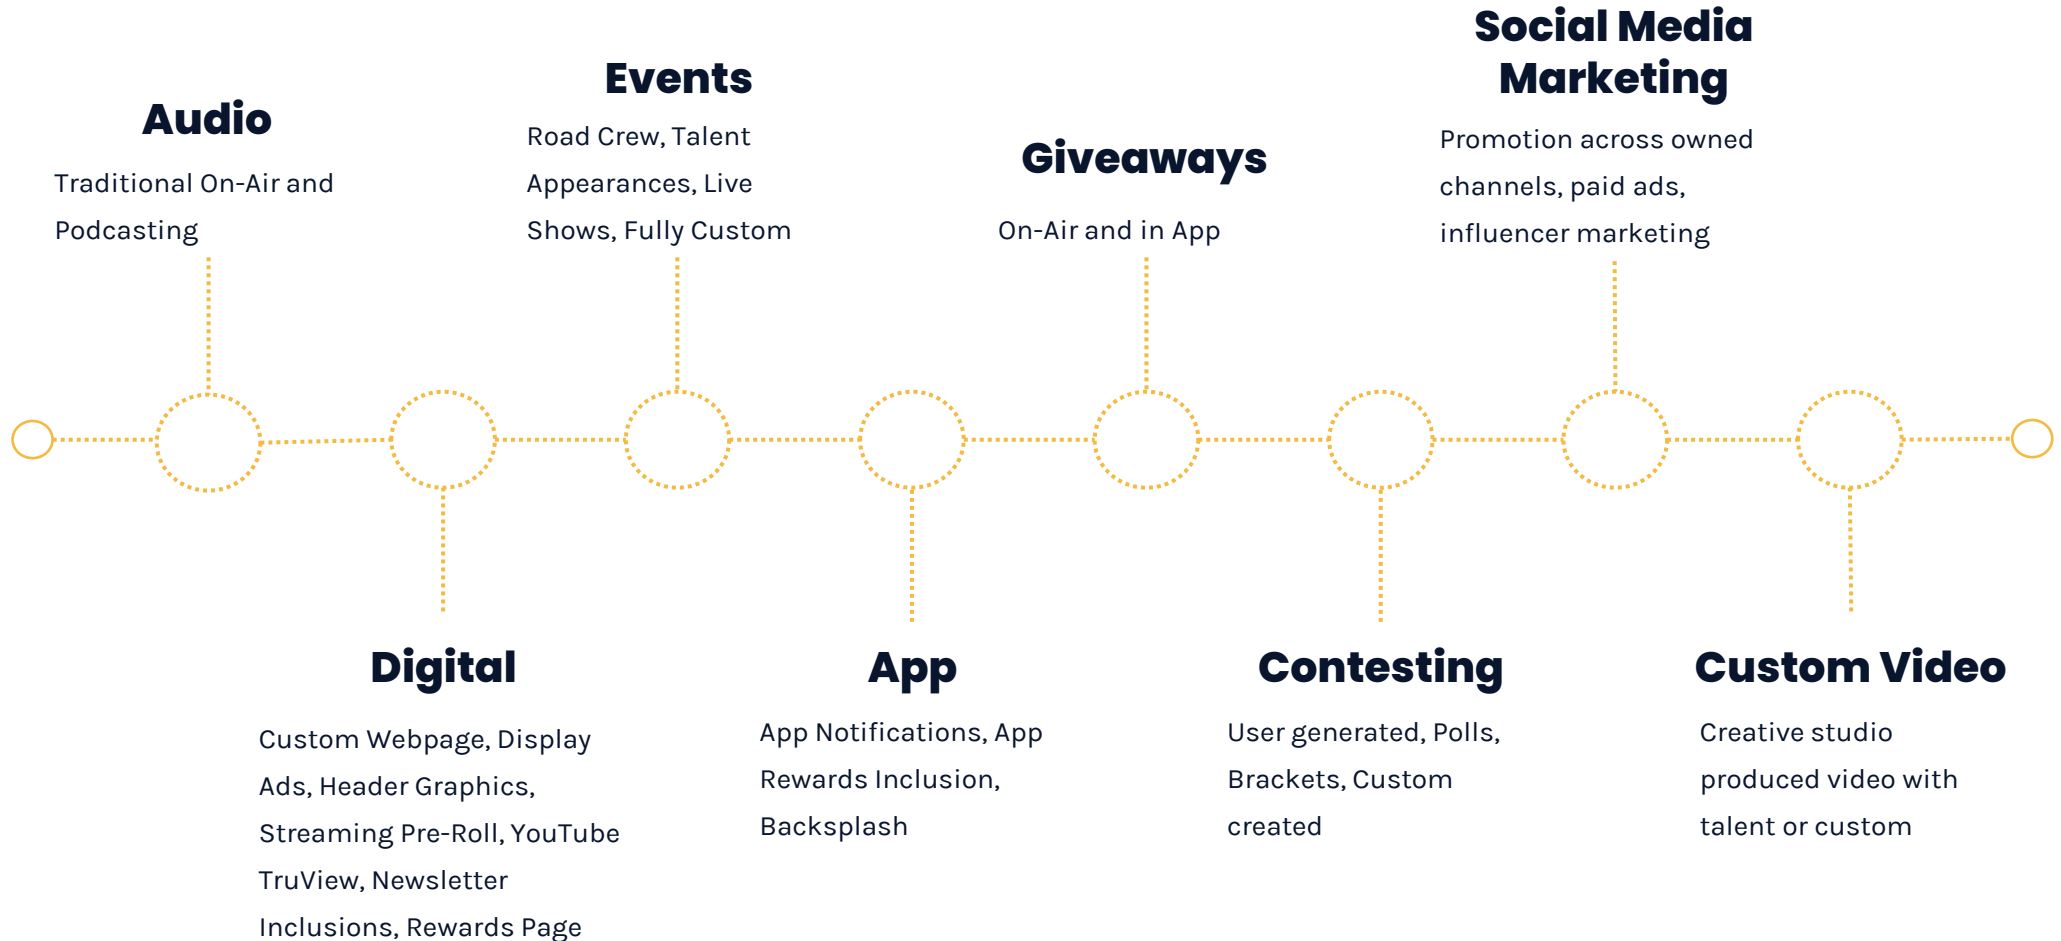 Audio
Traditional On-Air and
Podcasting
Digital
Custom Webpage, Display
Ads, Header Graphics,
Streaming Pre-Roll, YouTube
TruView, Newsletter
Inclusions, Rewards Page
Events
Road Crew, Talent
Appearances, Live
Shows, Fully Custom
App
App Notifications, App
Rewards Inclusion,
Backsplash
Giveaways
On-Air and in App
Contesting
User generated, Polls,
Brackets, Custom
created
Social Media
Marketing
Promotion across owned
channels, paid ads,
influencer marketing
Custom Video
Creative studio
produced video with
talent or custom